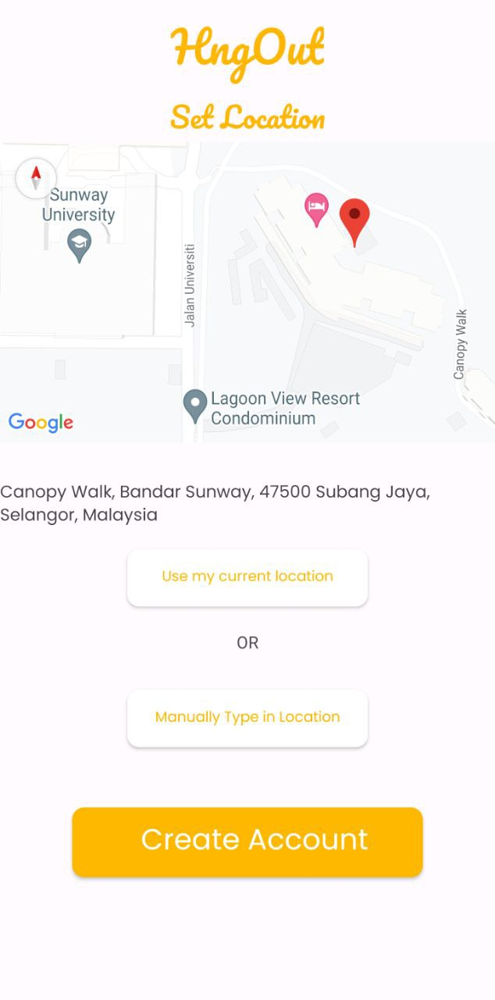 HngOut
Set Location
Sunway
University
Jalan Universiti
Canopy Walk
Lagoon View Resort
Condominium
Google
Canopy Walk, Bandar Sunway, 47500 Subang Jaya,
Selangor, Malaysia
Use my current location
OR
Manually Type in Location
Create Account